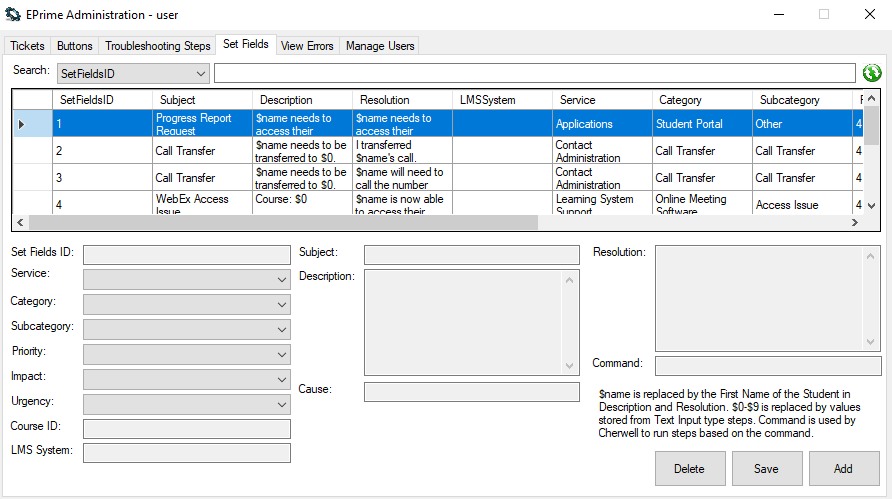 EPrime Administration - user
Tickets Buttons Troubleshooting Steps Set Fields View Errors Manage Users
Search: SetFieldsID
SetFieldsID Subject Description Resolution LMSSystem Service Category Subcategory
1 Progress Report Request $name needs to access their $name needs to access their Applications Student Portal Other 4
2 Call Transfer $name needs to be transferred to $0. I transferred $name's call. Contact Administration Call Transfer Call Transfer 4
3 Call Transfer $name needs to be transferred to $0. $name will need to call the number Contact Administration Call Transfer Call Transfer 4
4 WebEx Access Issue Course: $0 $name is now able to access their Learning System Support Online Meeting Software Access Issue 4
Set Fields ID:
Service:
Category:
Subcategory:
Priority:
Impact:
Urgency:
Course ID:
LMS System:
Subject:
Description:
Cause:
Resolution:
Command:
$name is replaced by the First Name of the Student in
Description and Resolution. $0-$9 is replaced by values
stored from Text Input type steps. Command is used by
Cherwell to run steps based on the command.
Delete Save Add